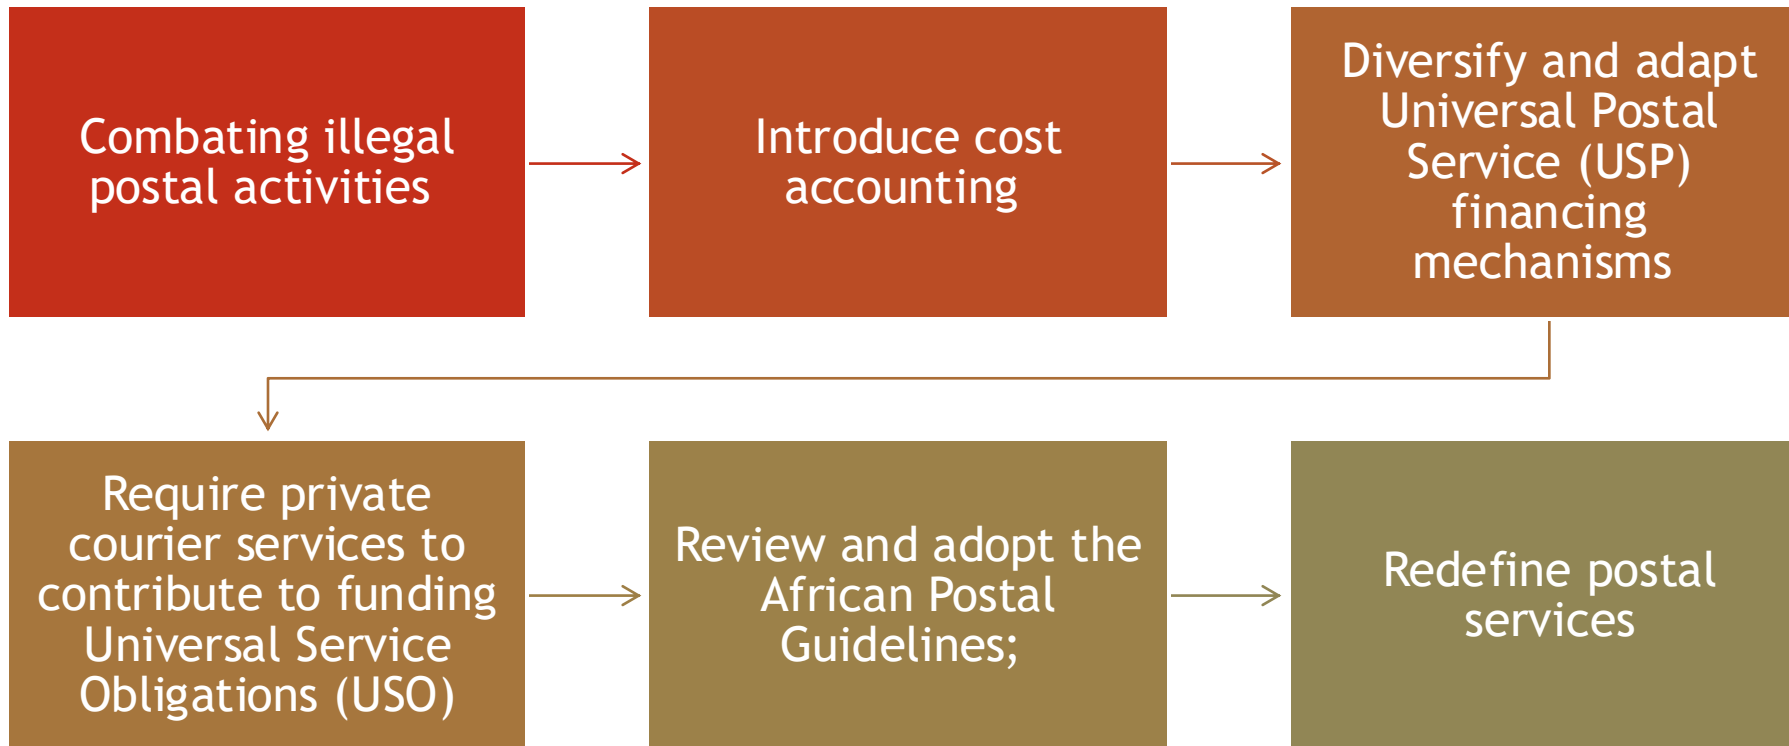 Combating illegal
postal activities
Introduce cost
accounting
Diversify and adapt
Universal Postal
Service (USP)
financing
mechanisms
Require private
courier services to
contribute to funding
Universal Service
Obligations (USO)
Review and adopt the
African Postal
Guidelines;
Redefine postal
services